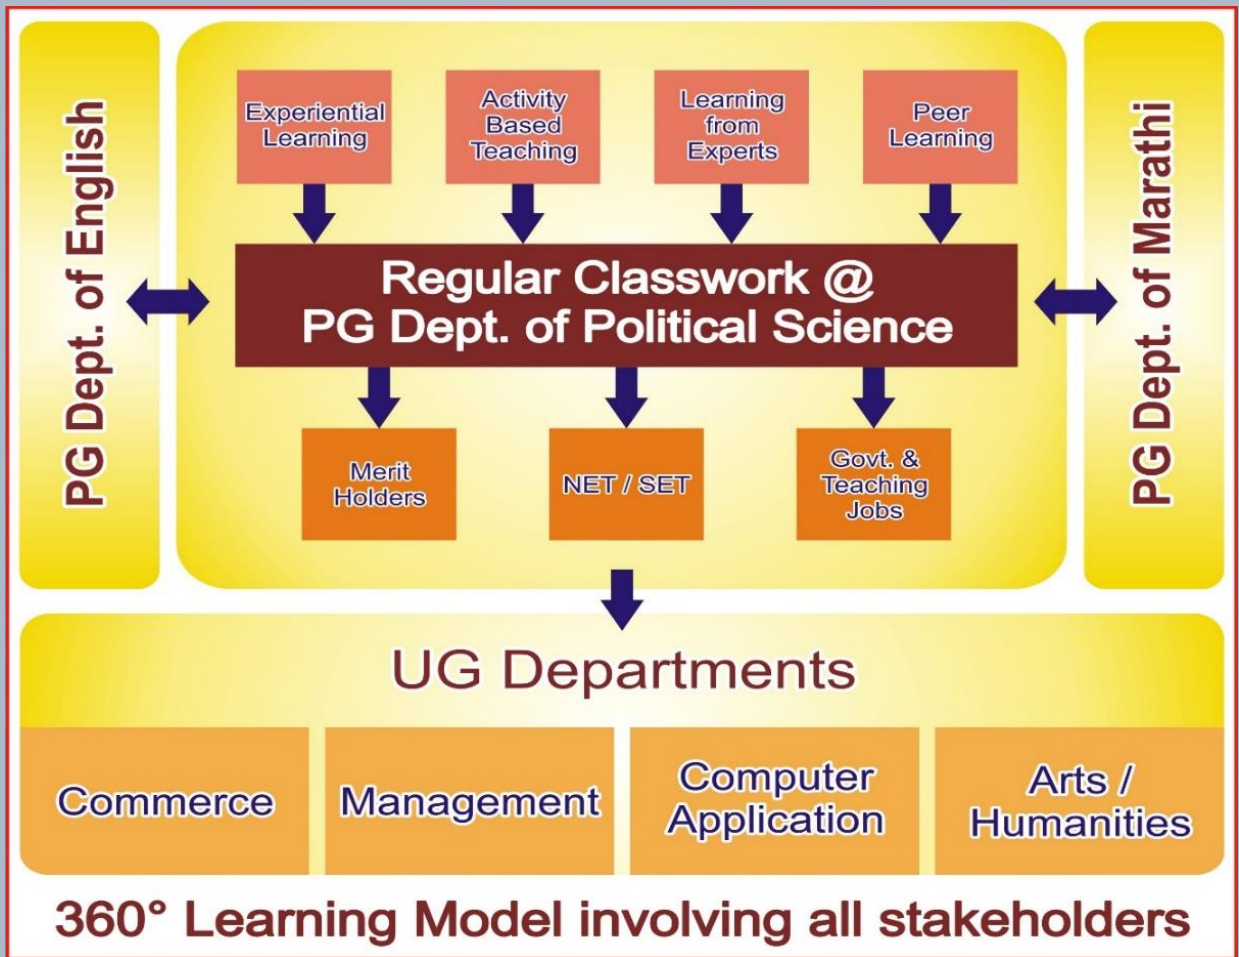 PG Dept. of English
Experiential
Learning
Activity
Based
Teaching
Learning
from
Experts
Peer
Learning
Regular Classwork @
PG Dept. of Political Science
Merit
Holders
NET / SET
Govt. &
Teaching
Jobs
PG Dept. of Marathi
UG Departments
Commerce
Management
Computer
Application
Arts /
Humanities
360° Learning Model involving all stakeholders